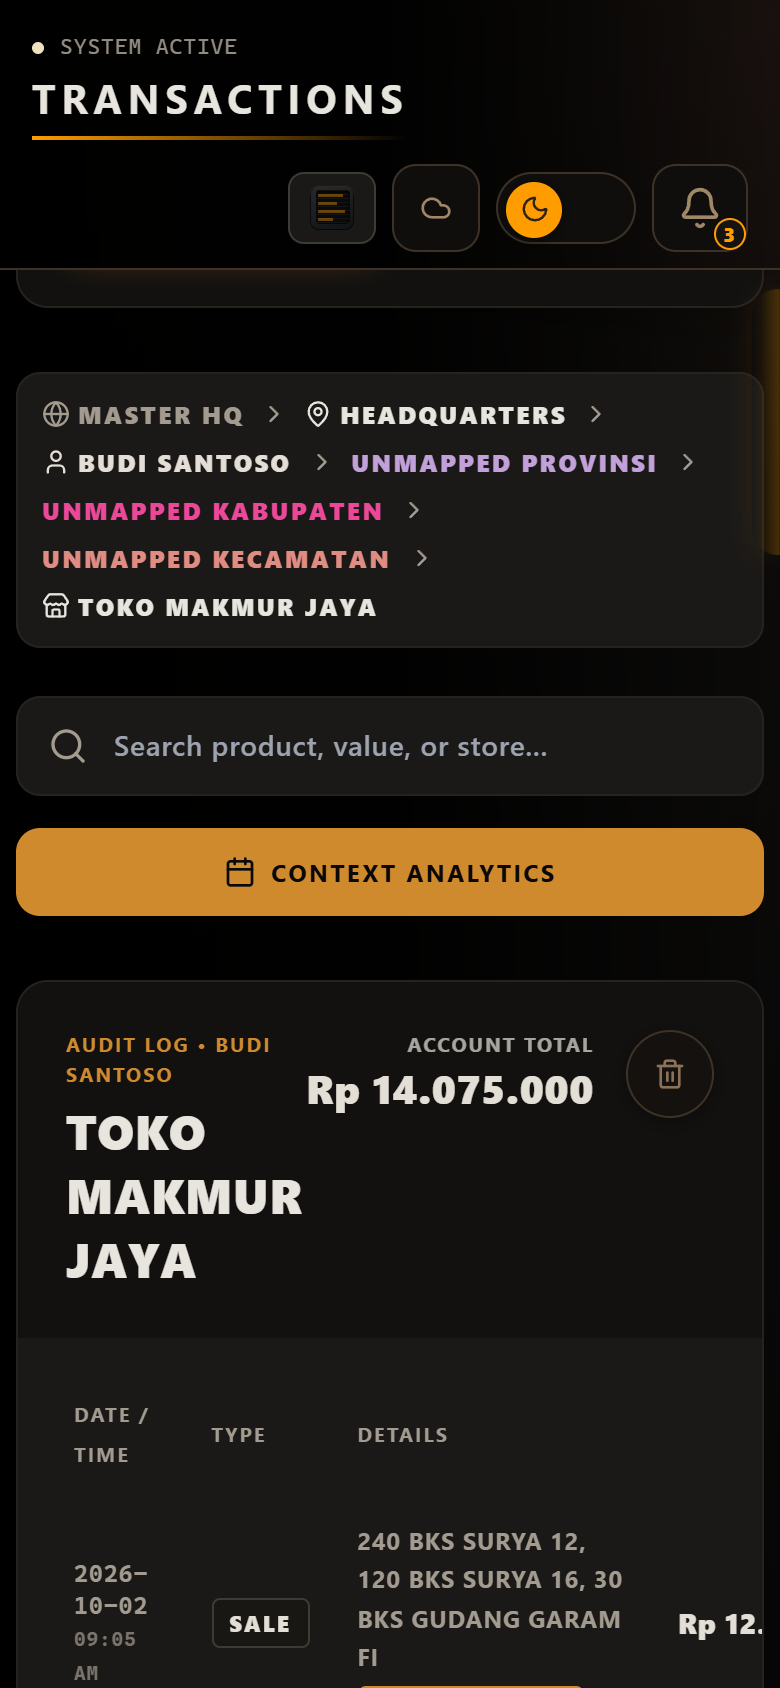 SYSTEM ACTIVE
TRANSACTIONS
3
MASTER HQ > HEADQUARTERS >
BUDI SANTOSO > UNMAPPED PROVINSI >
UNMAPPED KABUPATEN >
UNMAPPED KECAMATAN >
TOKO MAKMUR JAYA
Search product, value, or store...
CONTEXT ANALYTICS
AUDIT LOG • BUDI
SANTOSO
TOKO
MAKMUR
JAYA
ACCOUNT TOTAL
Rp 14.075.000
DATE /
TIME
TYPE
DETAILS
2026-
10-02
09:05
AM
SALE
240 BKS SURYA 12,
120 BKS SURYA 16, 30
BKS GUDANG GARAM
FI
Rp 12.